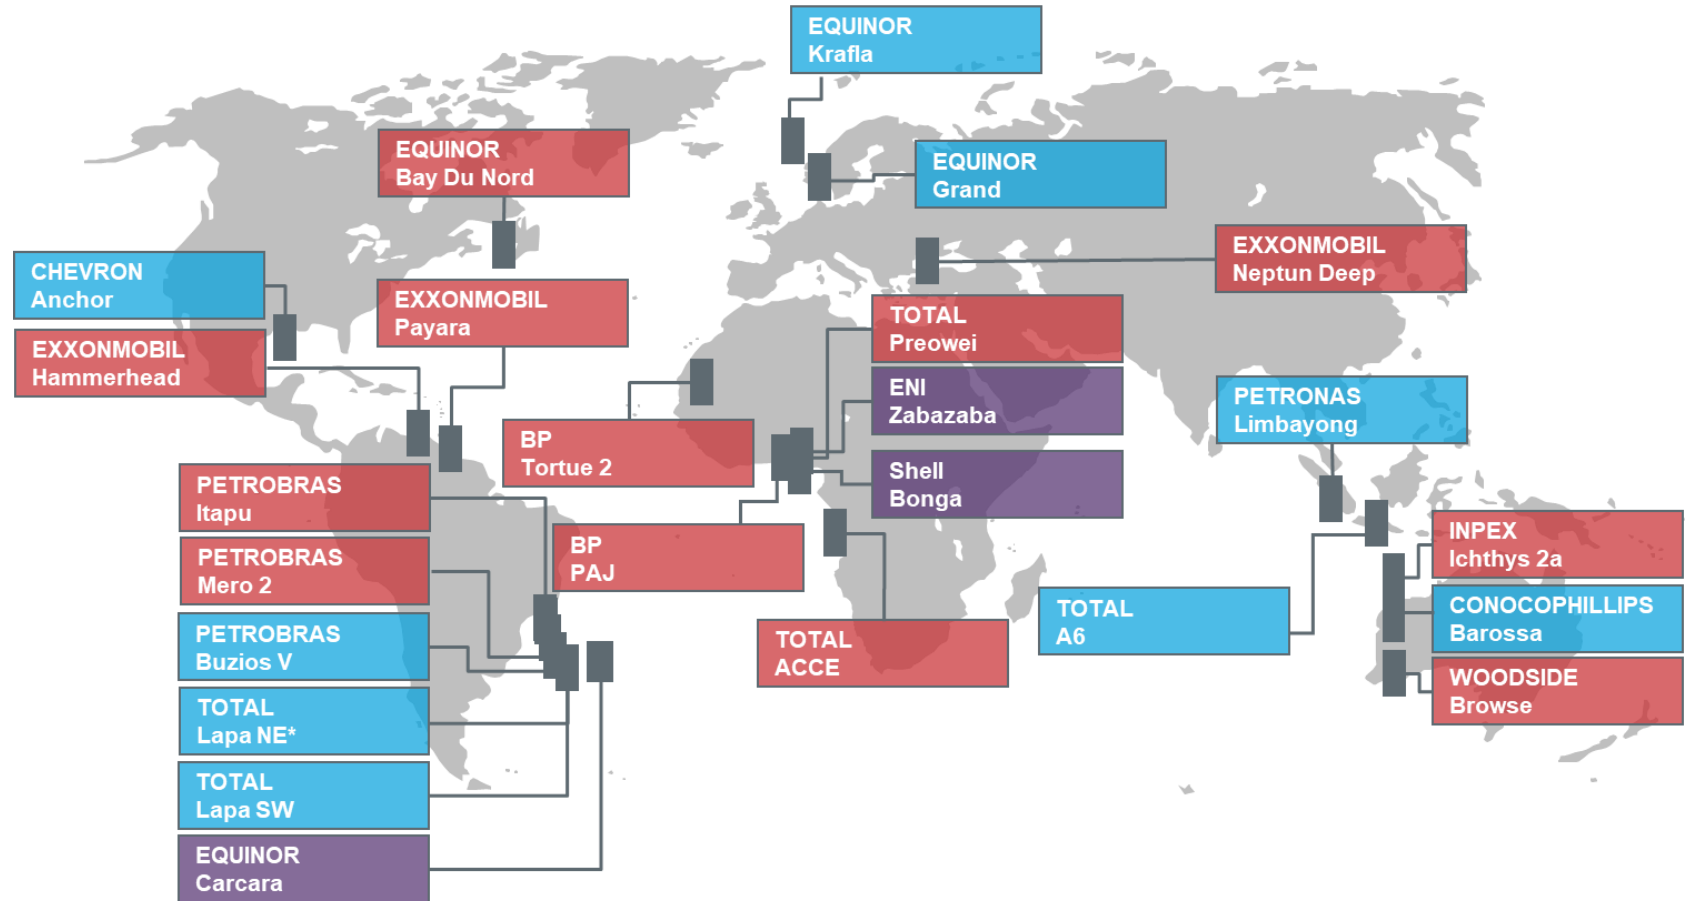 EQUINOR
Krafla
EQUINOR
Bay Du Nord
EQUINOR
Grand
CHEVRON
Anchor
EXXONMOBIL
Neptun Deep
EXXONMOBIL
Payara
EXXONMOBIL
Hammerhead
TOTAL
Preowei
ENI
Zabazaba
PETRONAS
Limbayong
BP
Tortue 2
Shell
Bonga
PETROBRAS
Itapu
BP
PAJ
INPEX
Ichthys 2a
PETROBRAS
Mero 2
CONOCOPHILLIPS
Barossa
TOTAL
A6
PETROBRAS
Buzios V
TOTAL
ACCE
WOODSIDE
Browse
TOTAL
Lapa NE*
TOTAL
Lapa SW
EQUINOR
Carcara